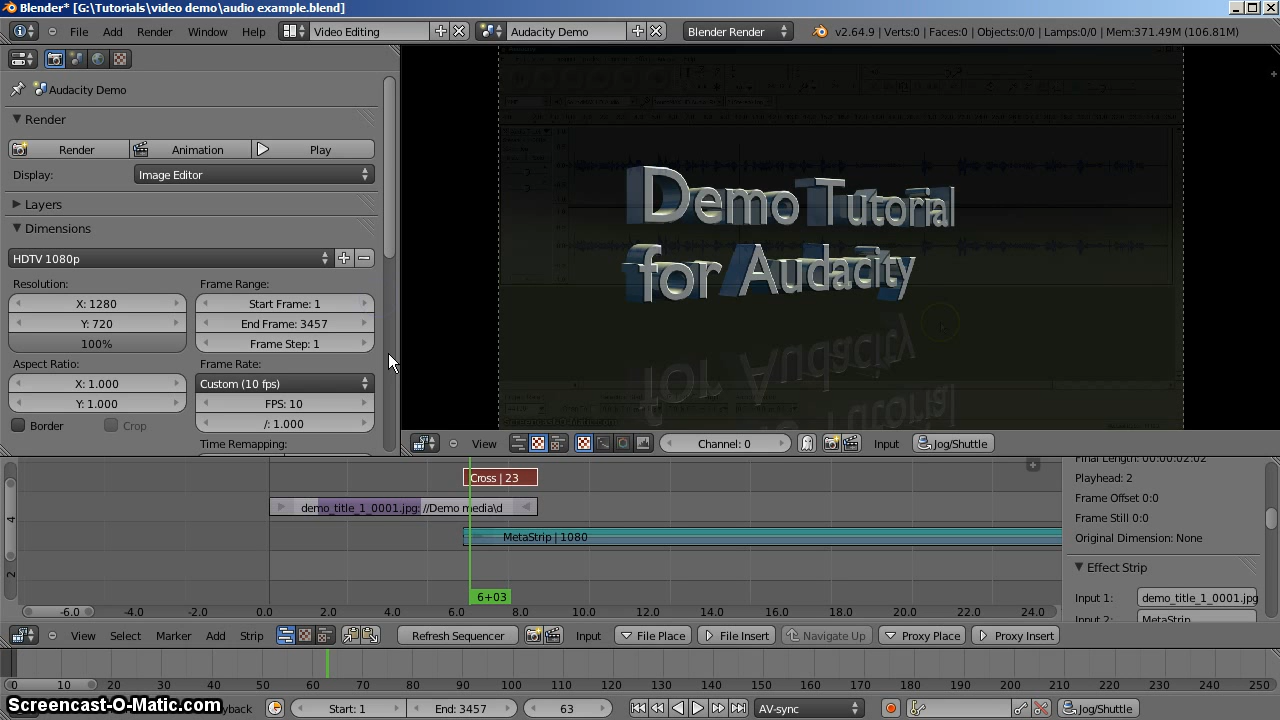 Blender* [G:\Tutorials\video demo\audio example.blend]
File Add Render Window Help Video Editing Audacity Demo Blender Render v2.64.9 | Verts:0 | Faces:0 | Objects:0/0 | Lamps:0/0 | Mem:371.49M (106.81M)
Audacity Demo
Render
Render Animation Play
Display: Image Editor
Layers
Dimensions
HDTV 1080p
Resolution: Frame Range:
X: 1280 Start Frame: 1
Y: 720 End Frame: 3457
100% Frame Step: 1
Aspect Ratio: Frame Rate:
X: 1.000 Custom (10 fps)
Y: 1.000 FPS: 10
Border Crop /: 1.000
Time Remapping:
Demo Tutorial
for Audacity
for Audacity
Tutorial
View Channel: 0 Input Jog/Shuttle
Cross | 23
demo_title_1_0001.jpg: //Demo media\d
MetaStrip | 1080
6+03
4
2
-6.0 -4.0 -2.0 0.0 2.0 4.0 6.0 8.0 10.0 12.0 14.0 16.0 18.0 20.0 22.0 24.0
Final Length: 00:00:02:02
Playhead: 2
Frame Offset 0:0
Frame Still 0:0
Original Dimension: None
Effect Strip
Input 1: demo_title_1_0001.jpg
Input 2: MetaStrip
View Select Marker Add Strip Refresh Sequencer Input File Place File Insert Navigate Up Proxy Place Proxy Insert
0 10 20 30 40 50 60 70 80 90 100 110 120 130 140 150 160 170 180 190 200 210 220 230 240 250
Screencast-O-Matic.com
yback Start: 1 End: 3457 63 AV-sync Jog/Shuttle